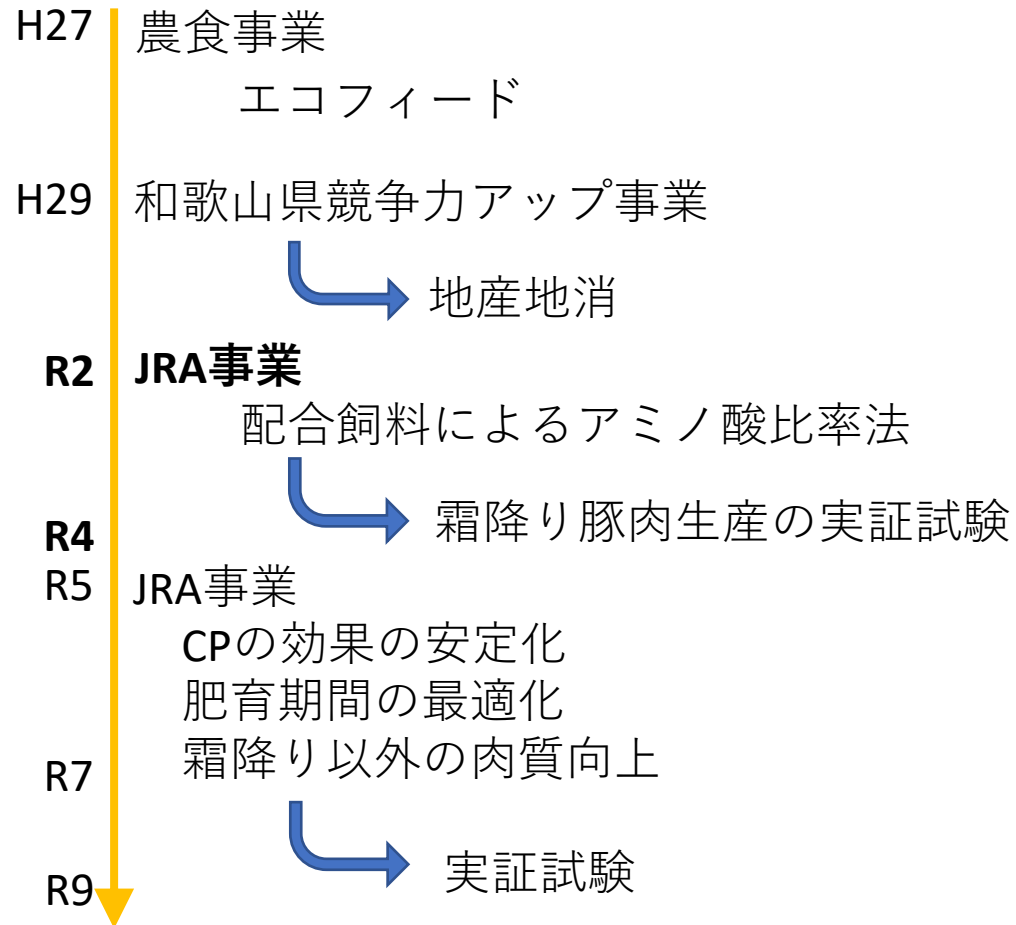 H27 農食事業
エコフィード
H29 和歌山県競争力アップ事業
地産地消
R2 JRA事業
配合飼料によるアミノ酸比率法
霜降り豚肉生産の実証試験
R4
R5 JRA事業
CPの効果の安定化
肥育期間の最適化
霜降り以外の肉質向上
R7
実証試験
R9